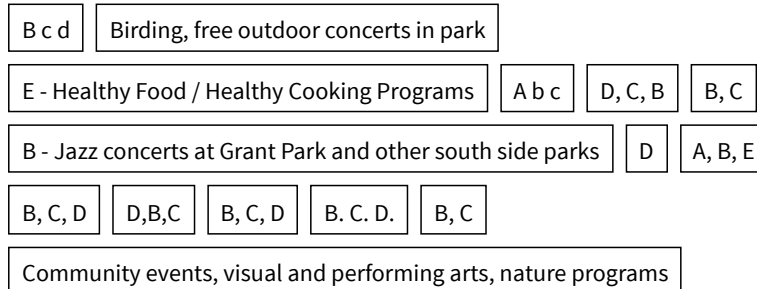 B c d Birding, free outdoor concerts in park
E - Healthy Food / Healthy Cooking Programs A b c D, C, B B, C
B - Jazz concerts at Grant Park and other south side parks D A, B, E
B, C, D D,B,C B, C, D B. C. D. B, C
Community events, visual and performing arts, nature programs